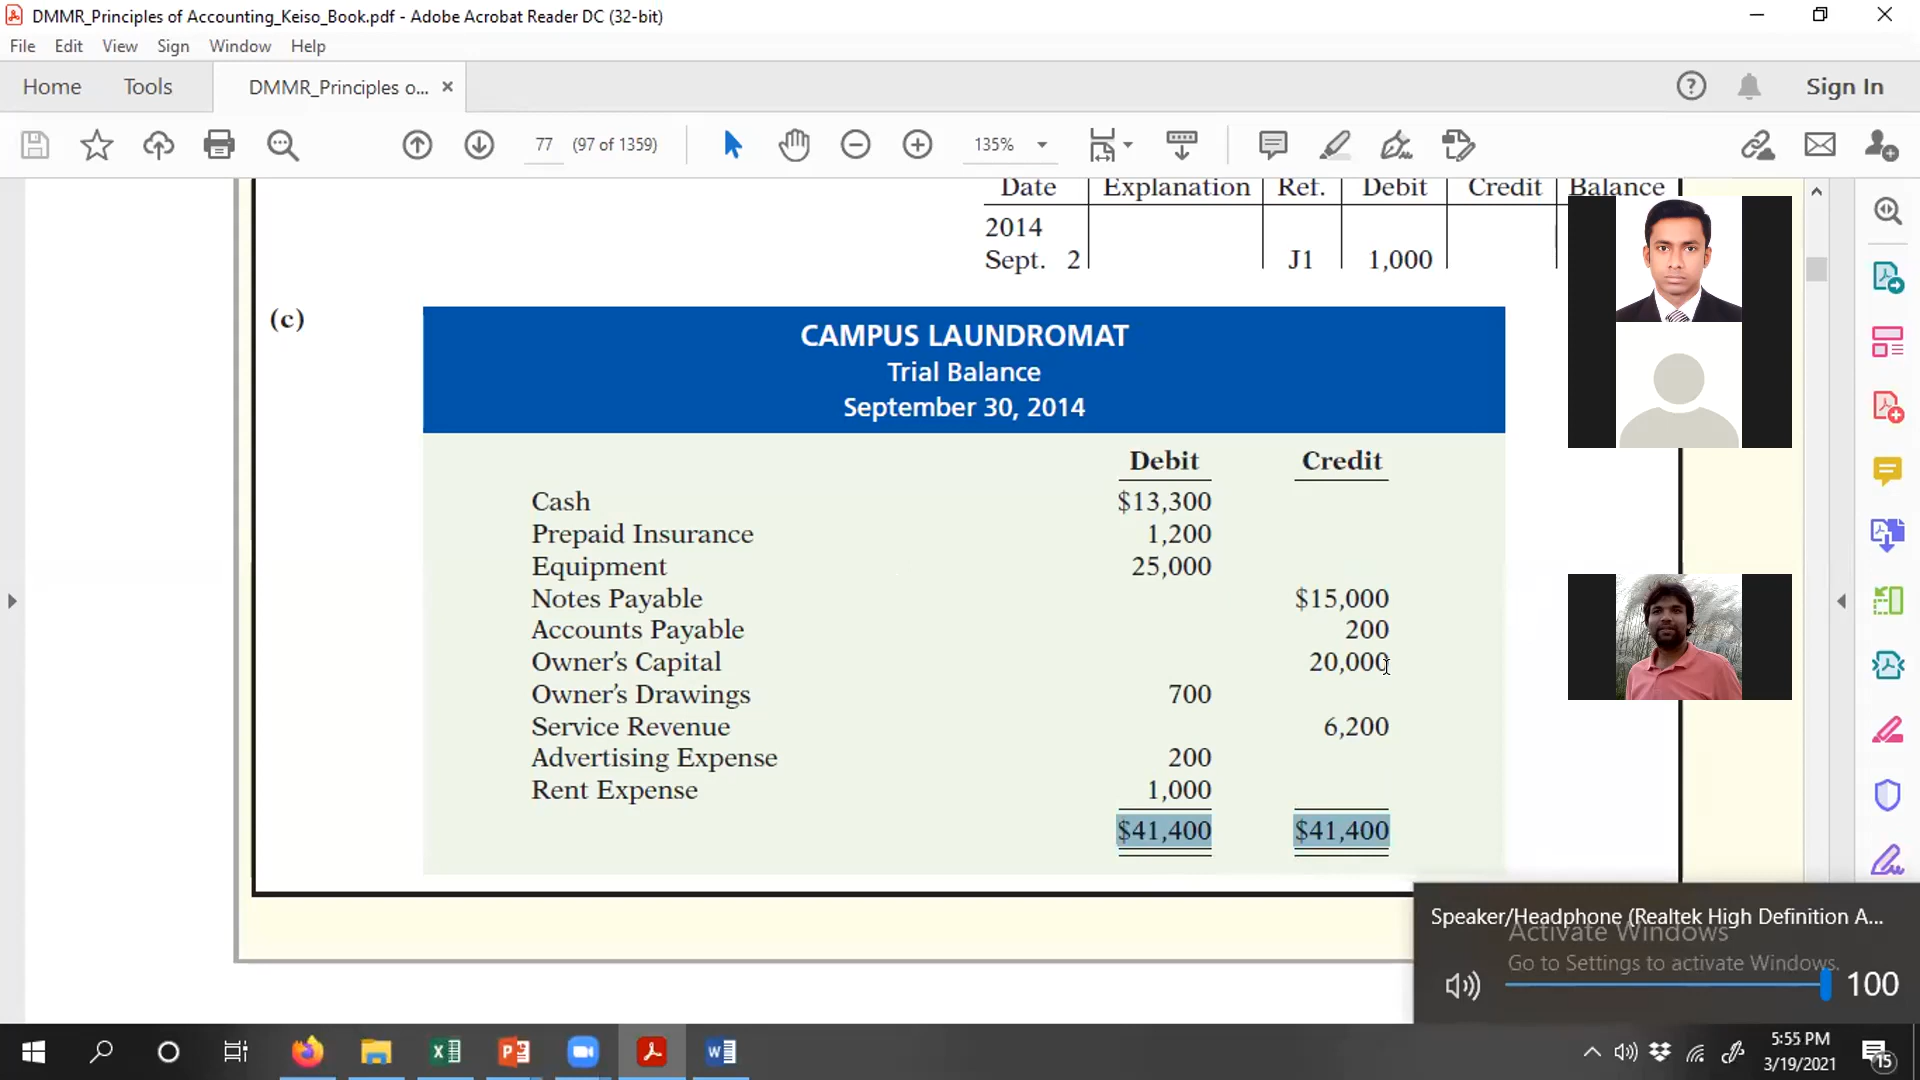 DMMR_Principles of Accounting_Keiso_Book.pdf - Adobe Acrobat Reader DC (32-bit)
File Edit View Sign Window Help
Home Tools DMMR_Principles o... × Sign In
77 (97 of 1359) 135%
Date Explanation Ref. Debit Credit Balance
2014
Sept. 2 J1 1,000
(c)
CAMPUS LAUNDROMAT
Trial Balance
September 30, 2014
Debit Credit
Cash $13,300
Prepaid Insurance 1,200
Equipment 25,000
Notes Payable $15,000
Accounts Payable 200
Owner's Capital 20,000
Owner's Drawings 700
Service Revenue 6,200
Advertising Expense 200
Rent Expense 1,000
$41,400 $41,400
Speaker/Headphone (Realtek High Definition A...
Activate Windows
Go to Settings to activate Windows.
100
5:55 PM
3/19/2021
15